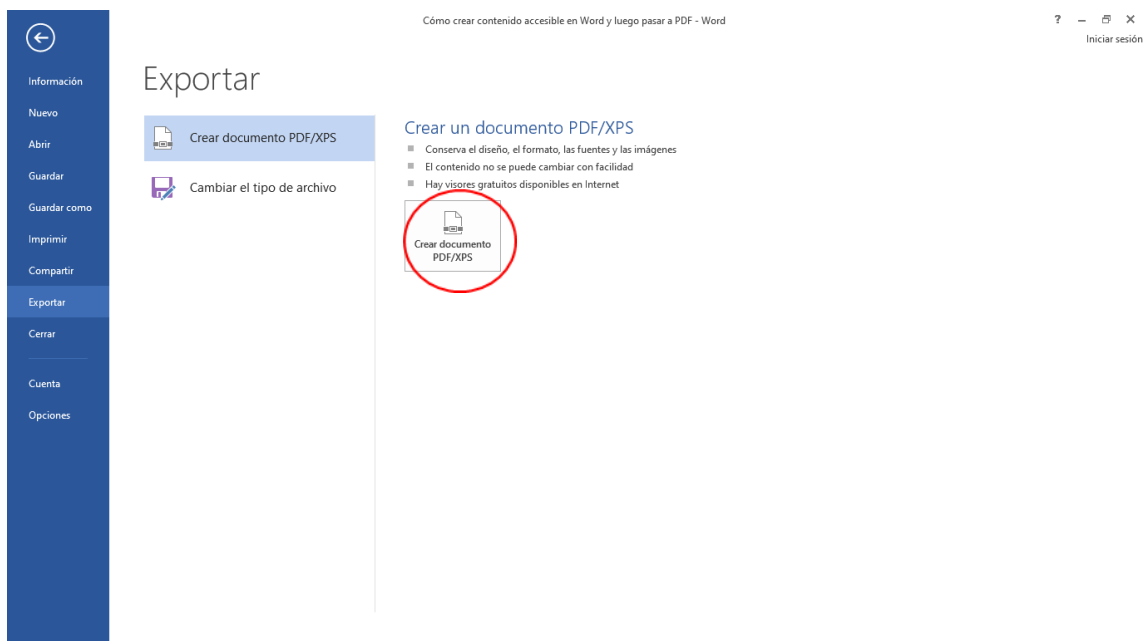 Cómo crear contenido accesible en Word y luego pasar a PDF - Word
?
Iniciar sesión
Información
Nuevo
Abrir
Guardar
Guardar como
Imprimir
Compartir
Exportar
Cerrar
Cuenta
Opciones
Exportar
Crear documento PDF/XPS
Cambiar el tipo de archivo
Crear un documento PDF/XPS
Conserva el diseño, el formato, las fuentes y las imágenes
El contenido no se puede cambiar con facilidad
Hay visores gratuitos disponibles en Internet
Crear documento
PDF/XPS